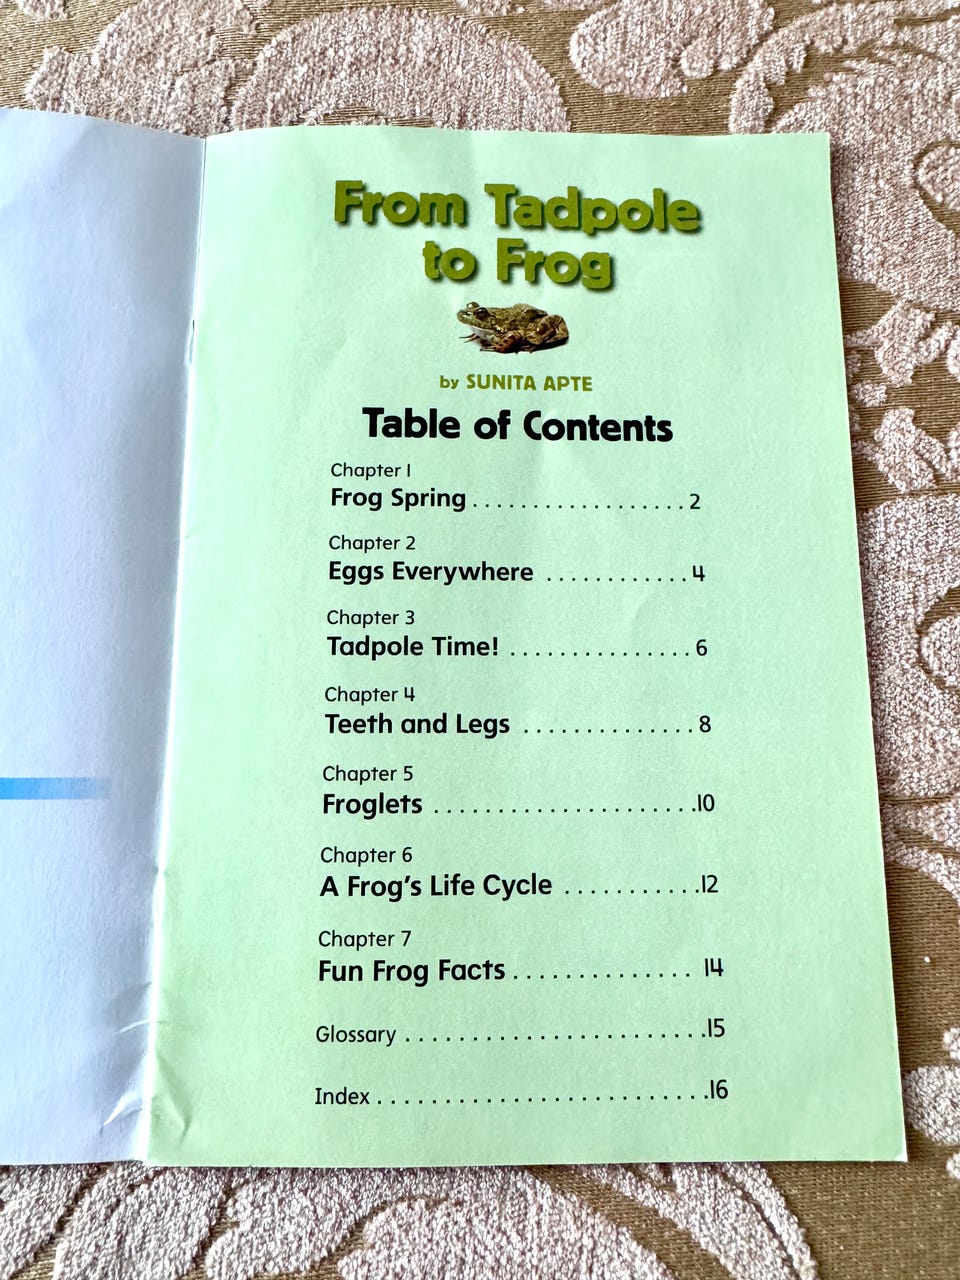 From Tadpole
to Frog
by SUNITA APTE
Table of Contents
Chapter 1
Frog Spring . . . . . . . . . . . . . . . . . . 2
Chapter 2
Eggs Everywhere . . . . . . . . . . . . 4
Chapter 3
Tadpole Time! . . . . . . . . . . . . . . . 6
Chapter 4
Teeth and Legs . . . . . . . . . . . . . . 8
Chapter 5
Froglets . . . . . . . . . . . . . . . . . . . . . .10
Chapter 6
A Frog's Life Cycle . . . . . . . . . . .12
Chapter 7
Fun Frog Facts . . . . . . . . . . . . . . 14
Glossary . . . . . . . . . . . . . . . . . . . . . . .15
Index . . . . . . . . . . . . . . . . . . . . . . . . .16